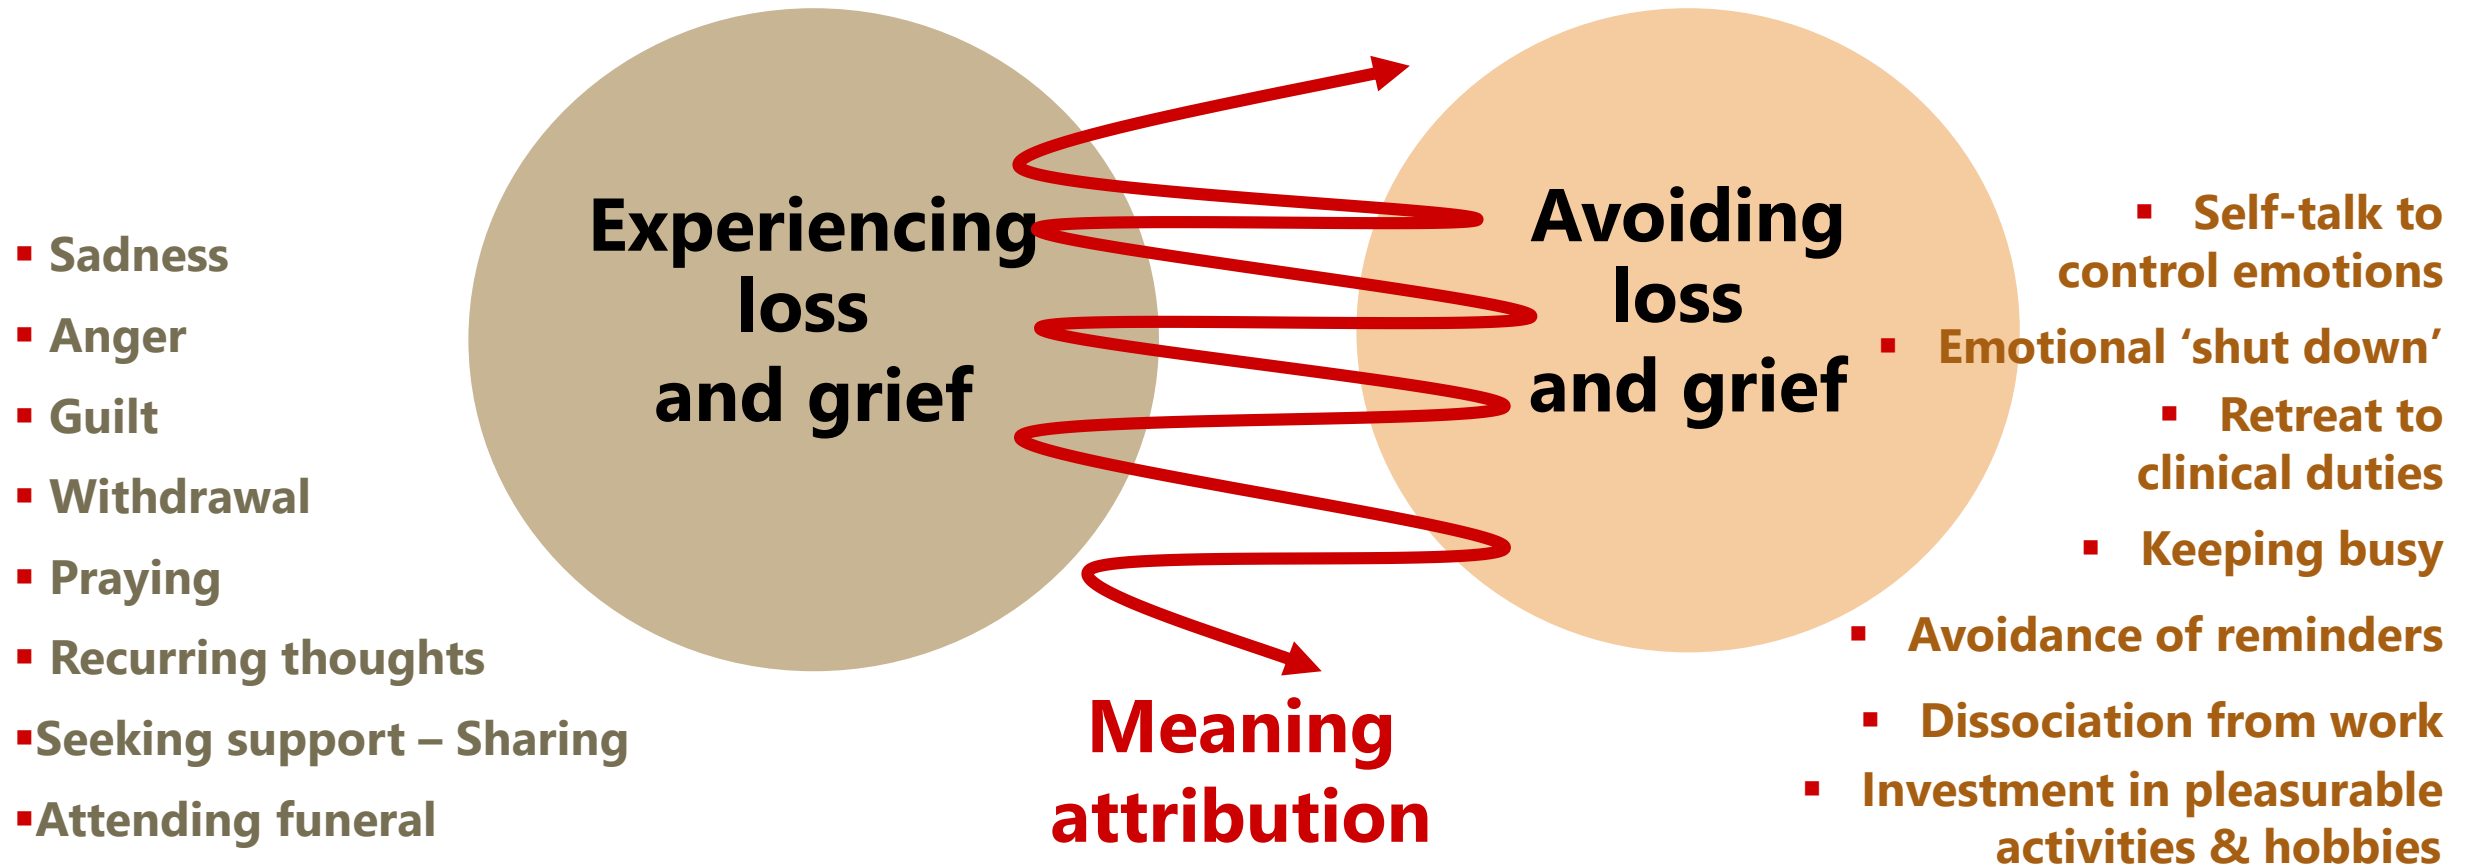 Experiencing
loss
and grief
Avoiding
loss
and grief
▪ Sadness
▪ Anger
▪ Guilt
▪ Withdrawal
▪ Praying
▪ Recurring thoughts
▪Seeking support – Sharing
▪Attending funeral
▪ Self-talk to
control emotions
▪ Emotional ‘shut down’
▪ Retreat to
clinical duties
▪ Keeping busy
▪ Avoidance of reminders
▪ Dissociation from work
▪ Investment in pleasurable
activities & hobbies
Meaning
attribution